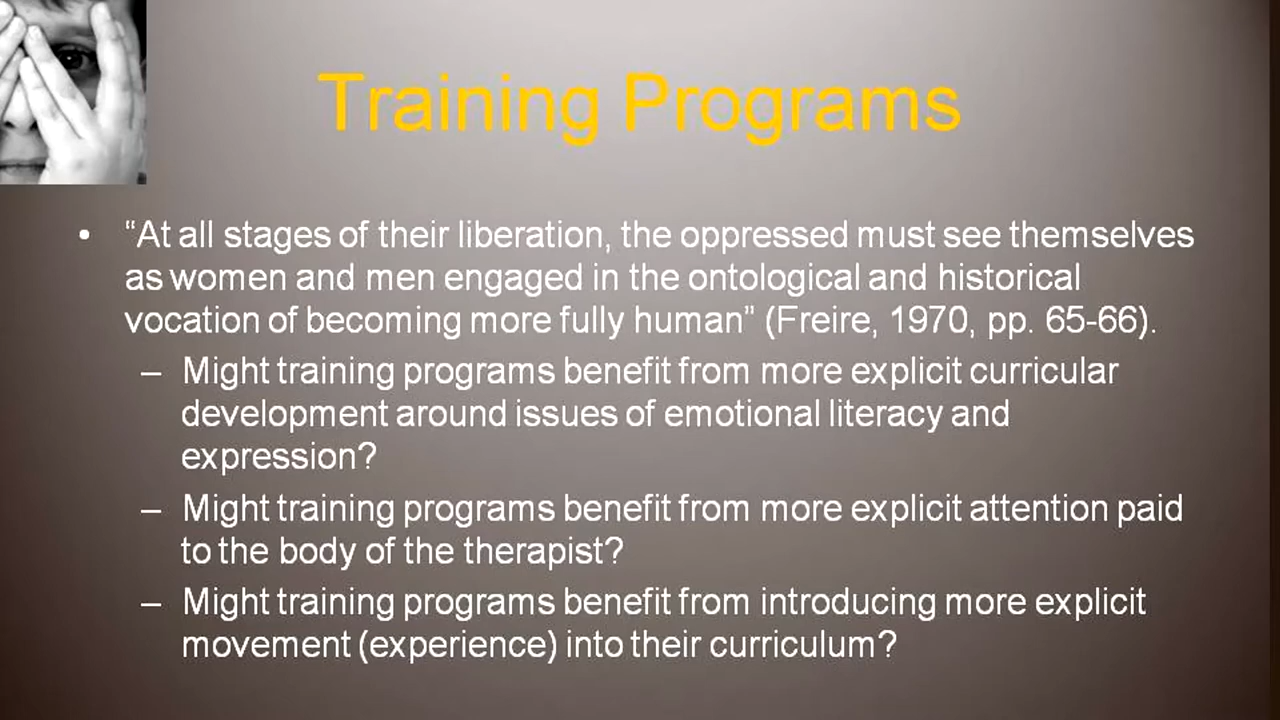 Training Programs
• “At all stages of their liberation, the oppressed must see themselves
as women and men engaged in the ontological and historical
vocation of becoming more fully human” (Freire, 1970, pp. 65-66).
– Might training programs benefit from more explicit curricular
development around issues of emotional literacy and
expression?
– Might training programs benefit from more explicit attention paid
to the body of the therapist?
– Might training programs benefit from introducing more explicit
movement (experience) into their curriculum?